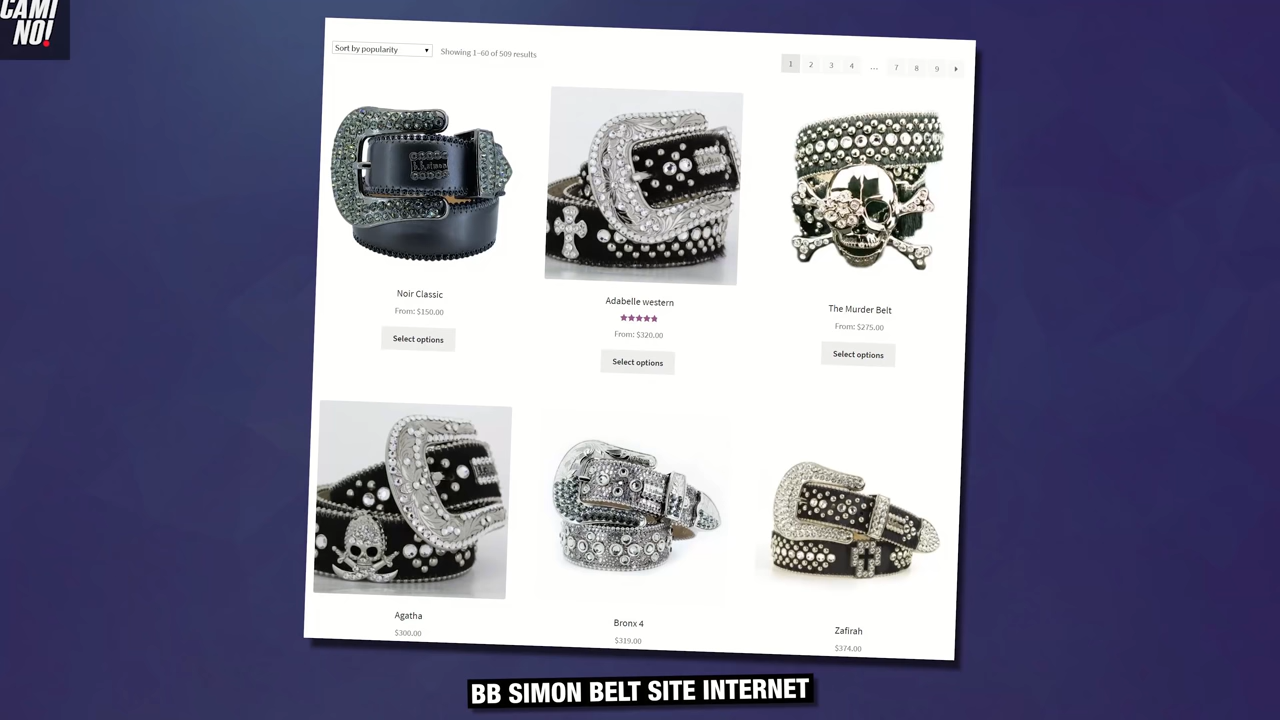 CAMI
NO!
Sort by popularity
Showing 1–60 of 509 results
1 2 3 4 ... 7 8 9
b.b.simon
Noir Classic
From: $150.00
Select options
Adabelle western
From: $320.00
Select options
The Murder Belt
From: $275.00
Select options
Agatha
$300.00
Bronx 4
$319.00
Zafirah
$374.00
BB SIMON BELT SITE INTERNET